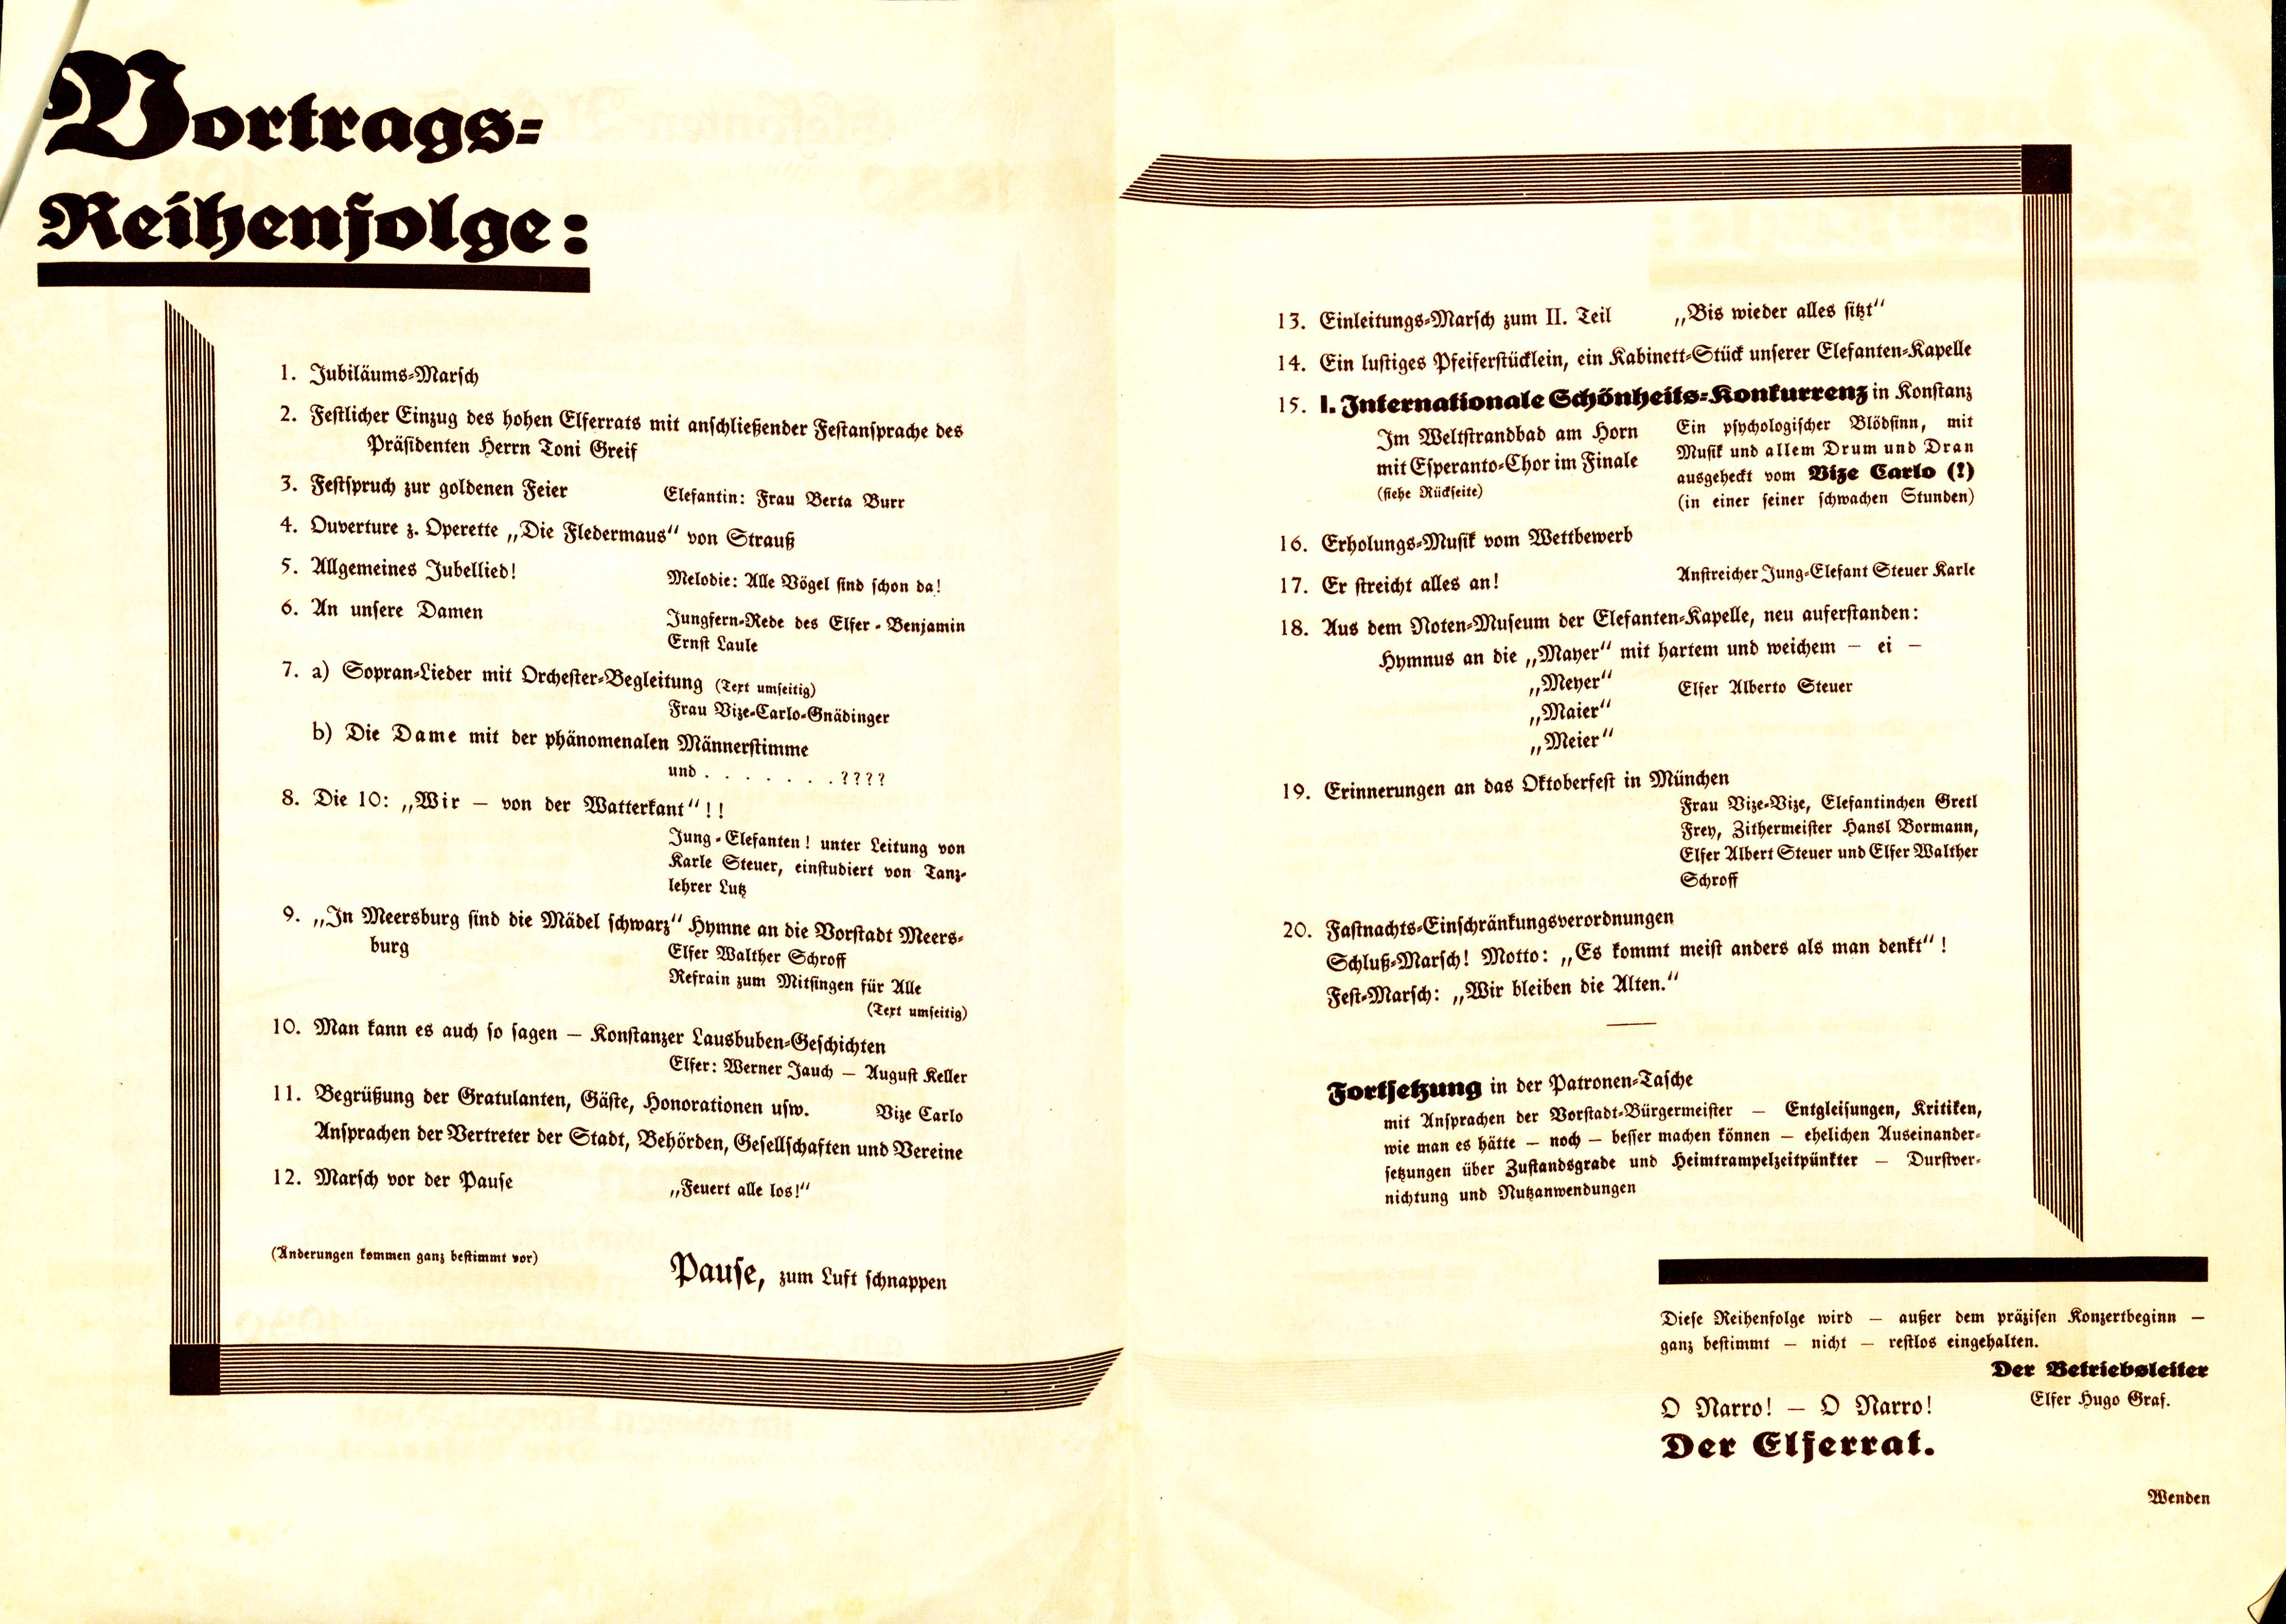 Vortrags-
Reihenfolge:
1. Jubiläums-Marsch
2. Festlicher Einzug des hohen Elferrats mit anschließender Festansprache des
Präsidenten Herrn Toni Greif
3. Festspruch zur goldenen Feier Elefantin: Frau Berta Burr
4. Ouverture z. Operette „Die Fledermaus“ von Strauß
5. Allgemeines Jubellied! Melodie: Alle Vögel sind schon da!
6. An unsere Damen Jungfern-Rede des Elfer-Benjamin
Ernst Laule
7. a) Sopran-Lieder mit Orchester-Begleitung (Text umseitig)
Frau Vize-Carlo-Gnädinger
b) Die Dame mit der phänomenalen Männerstimme
und . . . . . . . ????
8. Die 10: „Wir — von der Watterkant“!!
Jung-Elefanten! unter Leitung von
Karle Steuer, einstudiert von Tanz-
lehrer Lutz
9. „In Meersburg sind die Mädel schwarz“ Hymne an die Vorstadt Meers-
burg Elfer Walther Schroff
Refrain zum Mitsingen für Alle
(Text umseitig)
10. Man kann es auch so sagen — Konstanzer Lausbuben-Geschichten
Elfer: Werner Jauch — August Keller
11. Begrüßung der Gratulanten, Gäste, Honorationen usw. Vize Carlo
Ansprachen der Vertreter der Stadt, Behörden, Gesellschaften und Vereine
12. Marsch vor der Pause „Feuert alle los!“
(Änderungen kommen ganz bestimmt vor)
Pause, zum Luft schnappen
13. Einleitungs-Marsch zum II. Teil „Bis wieder alles sitzt“
14. Ein lustiges Pfeiferstücklein, ein Kabinett-Stück unserer Elefanten-Kapelle
15. I. Internationale Schönheits-Konkurrenz in Konstanz
Im Weltstrandbad am Horn
mit Esperanto-Chor im Finale
(siehe Rückseite)
Ein psychologischer Blödsinn, mit
Musik und allem Drum und Dran
ausgeheckt vom Vize Carlo (!)
(in einer seiner schwachen Stunden)
16. Erholungs-Musik vom Wettbewerb
17. Er streicht alles an! Anstreicher Jung-Elefant Steuer Karle
18. Aus dem Noten-Museum der Elefanten-Kapelle, neu auferstanden:
Hymnus an die „Mayer“ mit hartem und weichem — ei —
„Meyer“ Elfer Alberto Steuer
„Maier“
„Meier“
19. Erinnerungen an das Oktoberfest in München
Frau Vize-Vize, Elefantinchen Gretl
Frey, Zithermeister Hansl Bormann,
Elfer Albert Steuer und Elfer Walther
Schroff
20. Fastnachts-Einschränkungsverordnungen
Schluß-Marsch! Motto: „Es kommt meist anders als man denkt“!
Fest-Marsch: „Wir bleiben die Alten.“
Fortsetzung in der Patronen-Tasche
mit Ansprachen der Vorstadt-Bürgermeister — Entgleisungen, Kritiken,
wie man es hätte — noch — besser machen können — ehelichen Auseinander-
setzungen über Zustandsgrade und Heimtrampelzeitpünkter — Durstver-
nichtung und Nutzanwendungen
Diese Reihenfolge wird — außer dem präzisen Konzertbeginn —
ganz bestimmt — nicht — restlos eingehalten.
Der Betriebsleiter
Elfer Hugo Graf.
O Narro! — O Narro!
Der Elferrat.
Wenden